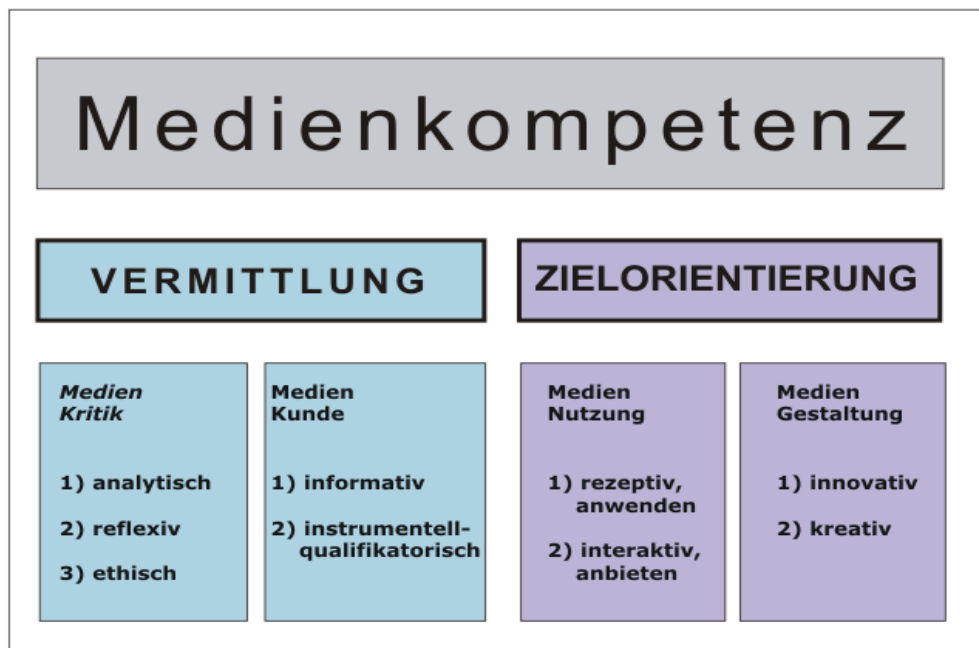 Medienkompetenz
VERMITTLUNG
ZIELORIENTIERUNG
Medien
Kritik
1) analytisch
2) reflexiv
3) ethisch
Medien
Kunde
1) informativ
2) instrumentell-
qualifikatorisch
Medien
Nutzung
1) rezeptiv,
anwenden
2) interaktiv,
anbieten
Medien
Gestaltung
1) innovativ
2) kreativ